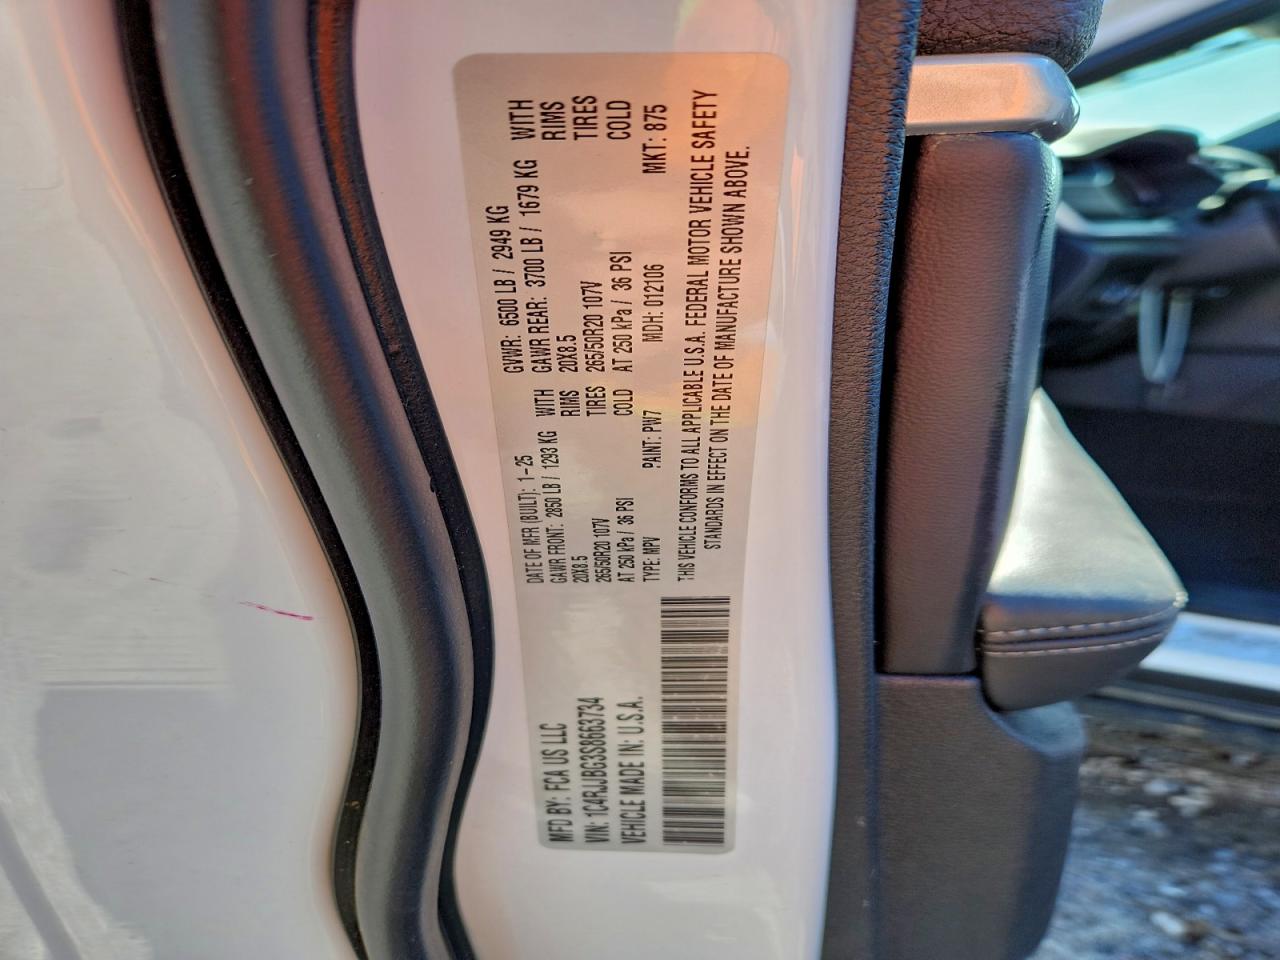 MFD BY: FCA US LLC DATE OF MFR (BUILT): 1-25 GVWR: 6500 LB / 2949 KG
VIN: 1C4RJJBG3S8663734 GAWR FRONT: 2850 LB / 1293 KG WITH GAWR REAR: 3700 LB / 1679 KG WITH
20X8.5 RIMS 20X8.5 RIMS
VEHICLE MADE IN: U.S.A. 265/50R20 107V TIRES 265/50R20 107V TIRES
AT 250 kPa / 36 PSI COLD AT 250 kPa / 36 PSI COLD
TYPE: MPV PAINT: PW7 MDH: 012106 MKT: 875
THIS VEHICLE CONFORMS TO ALL APPLICABLE U.S.A. FEDERAL MOTOR VEHICLE SAFETY
STANDARDS IN EFFECT ON THE DATE OF MANUFACTURE SHOWN ABOVE.